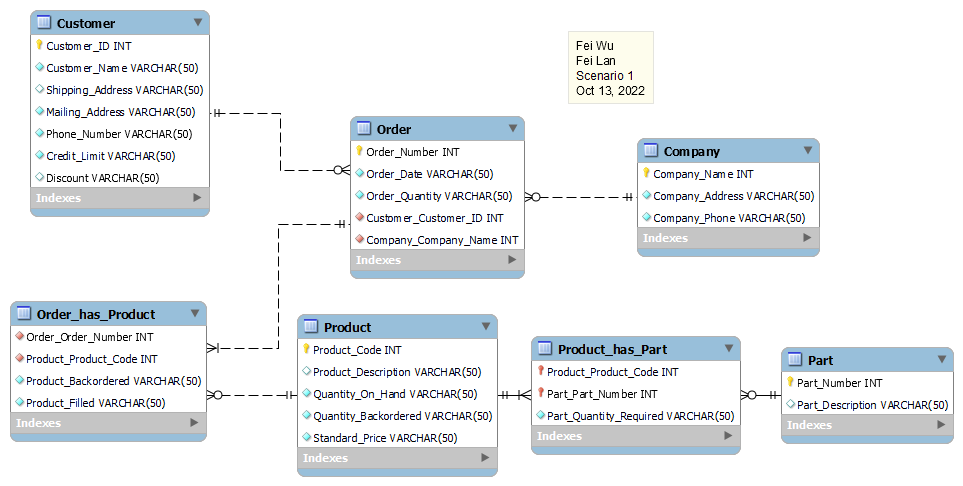 Customer
Customer_ID INT
Customer_Name VARCHAR(50)
Shipping_Address VARCHAR(50)
Mailing_Address VARCHAR(50)
Phone_Number VARCHAR(50)
Credit_Limit VARCHAR(50)
Discount VARCHAR(50)
Indexes
Fei Wu
Fei Lan
Scenario 1
Oct 13, 2022
Order
Order_Number INT
Order_Date VARCHAR(50)
Order_Quantity VARCHAR(50)
Customer_Customer_ID INT
Company_Company_Name INT
Indexes
Company
Company_Name INT
Company_Address VARCHAR(50)
Company_Phone VARCHAR(50)
Indexes
Order_has_Product
Order_Order_Number INT
Product_Product_Code INT
Product_Backordered VARCHAR(50)
Product_Filled VARCHAR(50)
Indexes
Product
Product_Code INT
Product_Description VARCHAR(50)
Quantity_On_Hand VARCHAR(50)
Quantity_Backordered VARCHAR(50)
Standard_Price VARCHAR(50)
Indexes
Product_has_Part
Product_Product_Code INT
Part_Part_Number INT
Part_Quantity_Required VARCHAR(50)
Indexes
Part
Part_Number INT
Part_Description VARCHAR(50)
Indexes